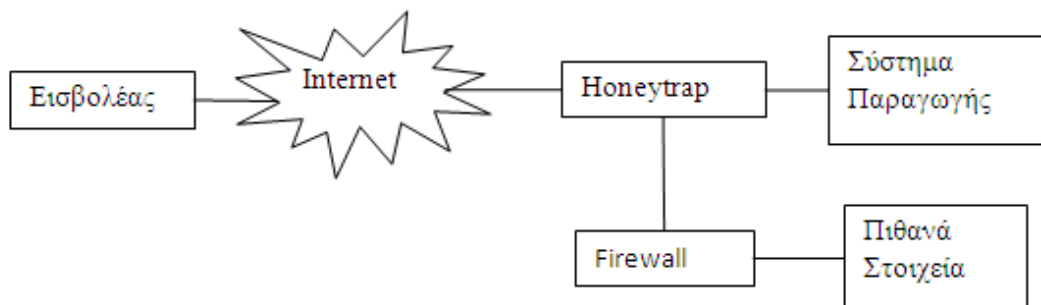 Εισβολέας
Internet
Honeytrap
Σύστημα
Παραγωγής
Firewall
Πιθανά
Στοιχεία